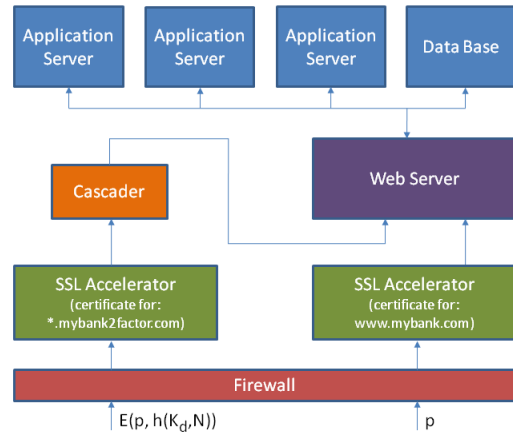 Application
Server
Application
Server
Application
Server
Data Base
Cascader
Web Server
SSL Accelerator
(certificate for:
*.mybank2factor.com)
SSL Accelerator
(certificate for:
www.mybank.com)
Firewall
E(p, h(K_d,N))
p